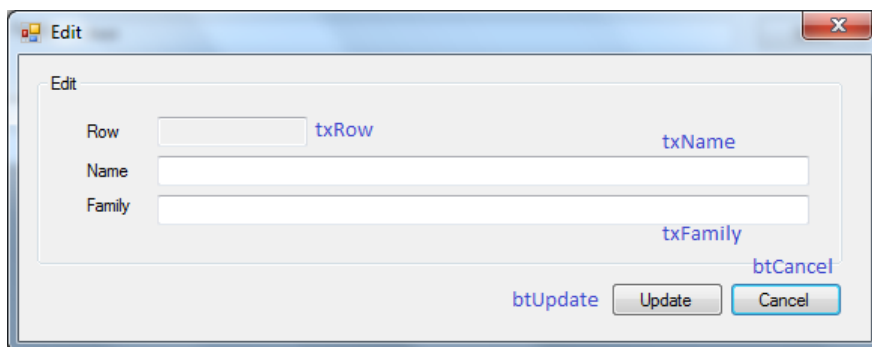 Edit
Edit
Row txRow
txName
Name
Family
txFamily
btCancel
btUpdate Update Cancel